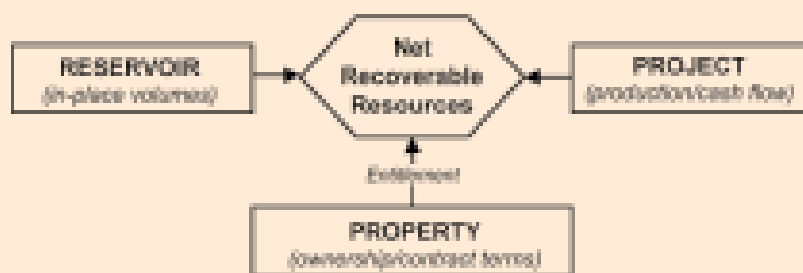 Net
Recoverable
Resources
RESERVOIR
(in-place volumes)
PROJECT
(production/cash flow)
Entitlement
PROPERTY
(ownership/contract terms)